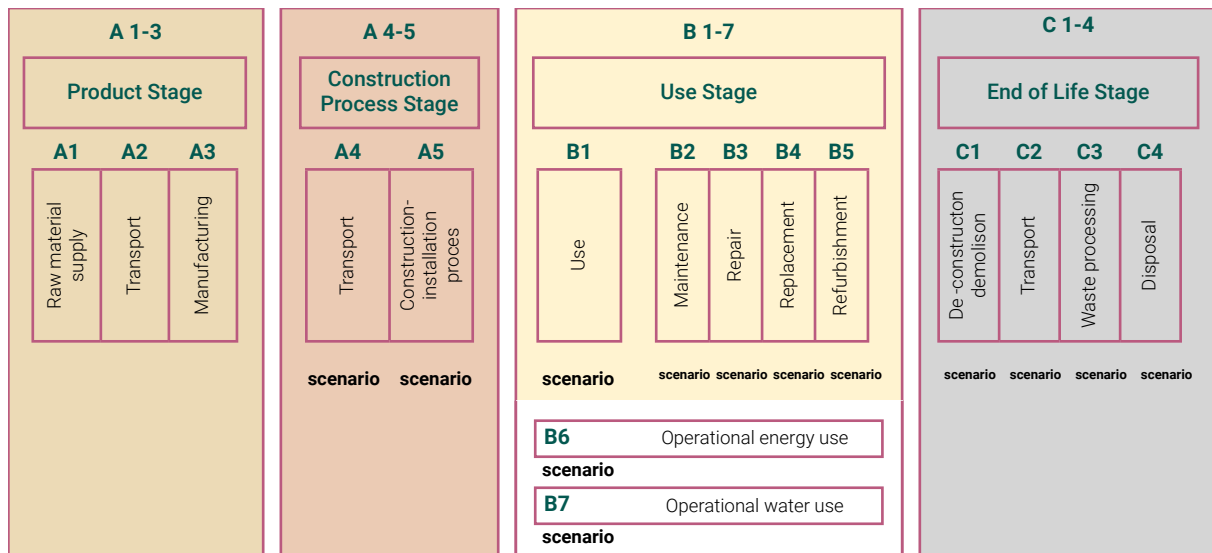 A 1-3
Product Stage
A1
A2
A3
Raw material
supply
Transport
Manufacturing
A 4-5
Construction
Process Stage
A4
A5
Transport
Construction-
installation
proces
scenario
scenario
B 1-7
Use Stage
B1
B2
B3
B4
B5
Use
Maintenance
Repair
Replacement
Refurbishment
scenario
scenario
scenario
scenario
scenario
B6
Operational energy use
scenario
B7
Operational water use
scenario
C 1-4
End of Life Stage
C1
C2
C3
C4
De -constructon
demolison
Transport
Waste processing
Disposal
scenario
scenario
scenario
scenario